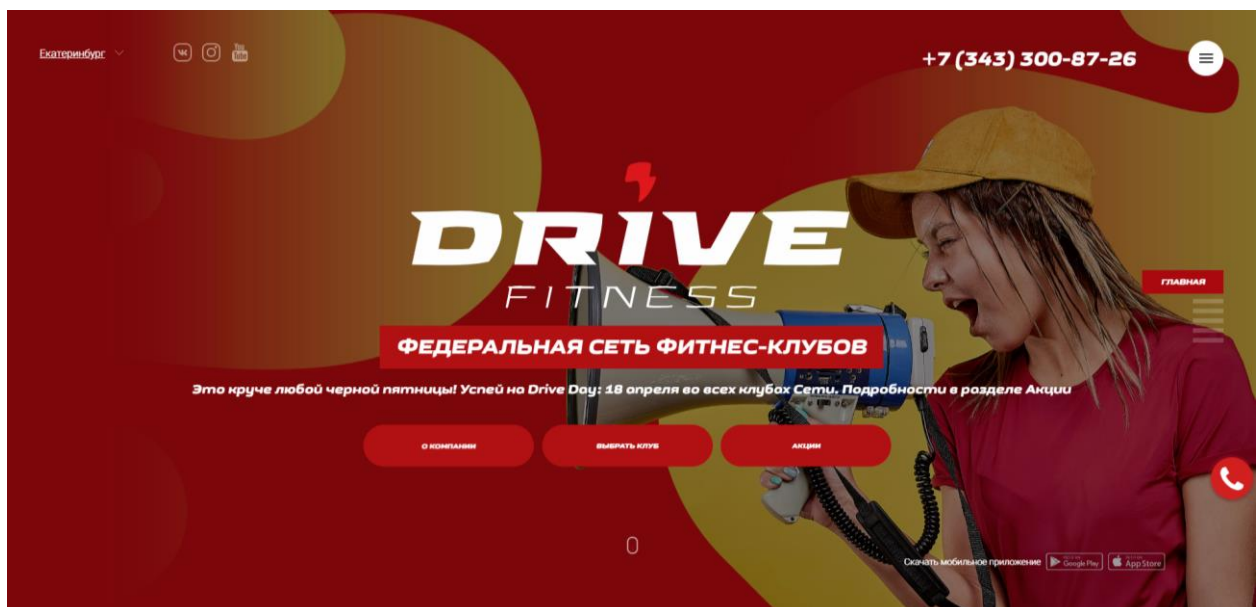 Екатеринбург
You
Tube
+7 (343) 300-87-26
DRIVE
FITNESS
ГЛАВНАЯ
ФЕДЕРАЛЬНАЯ СЕТЬ ФИТНЕС-КЛУБОВ
Это круче любой черной пятницы! Успей на Drive Day: 18 апреля во всех клубах Сети. Подробности в разделе Акции
О КОМПАНИИ
ВЫБРАТЬ КЛУБ
АКЦИИ
Скачать мобильное приложение
Google Play
App Store